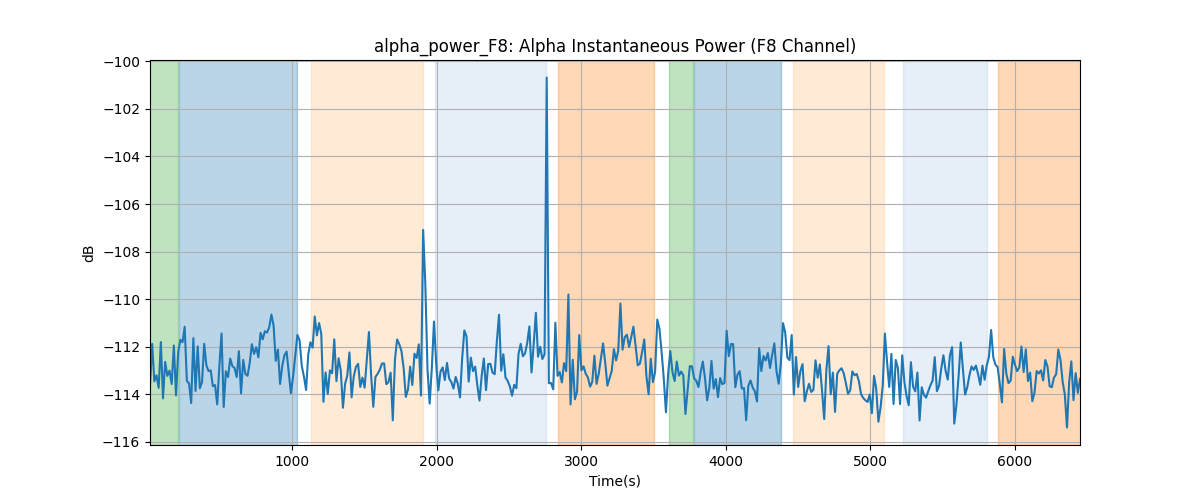 alpha_power_F8: Alpha Instantaneous Power (F8 Channel)
−100
−102
−104
−106
−108
−110
−112
−114
−116
dB
1000 2000 3000 4000 5000 6000
Time(s)